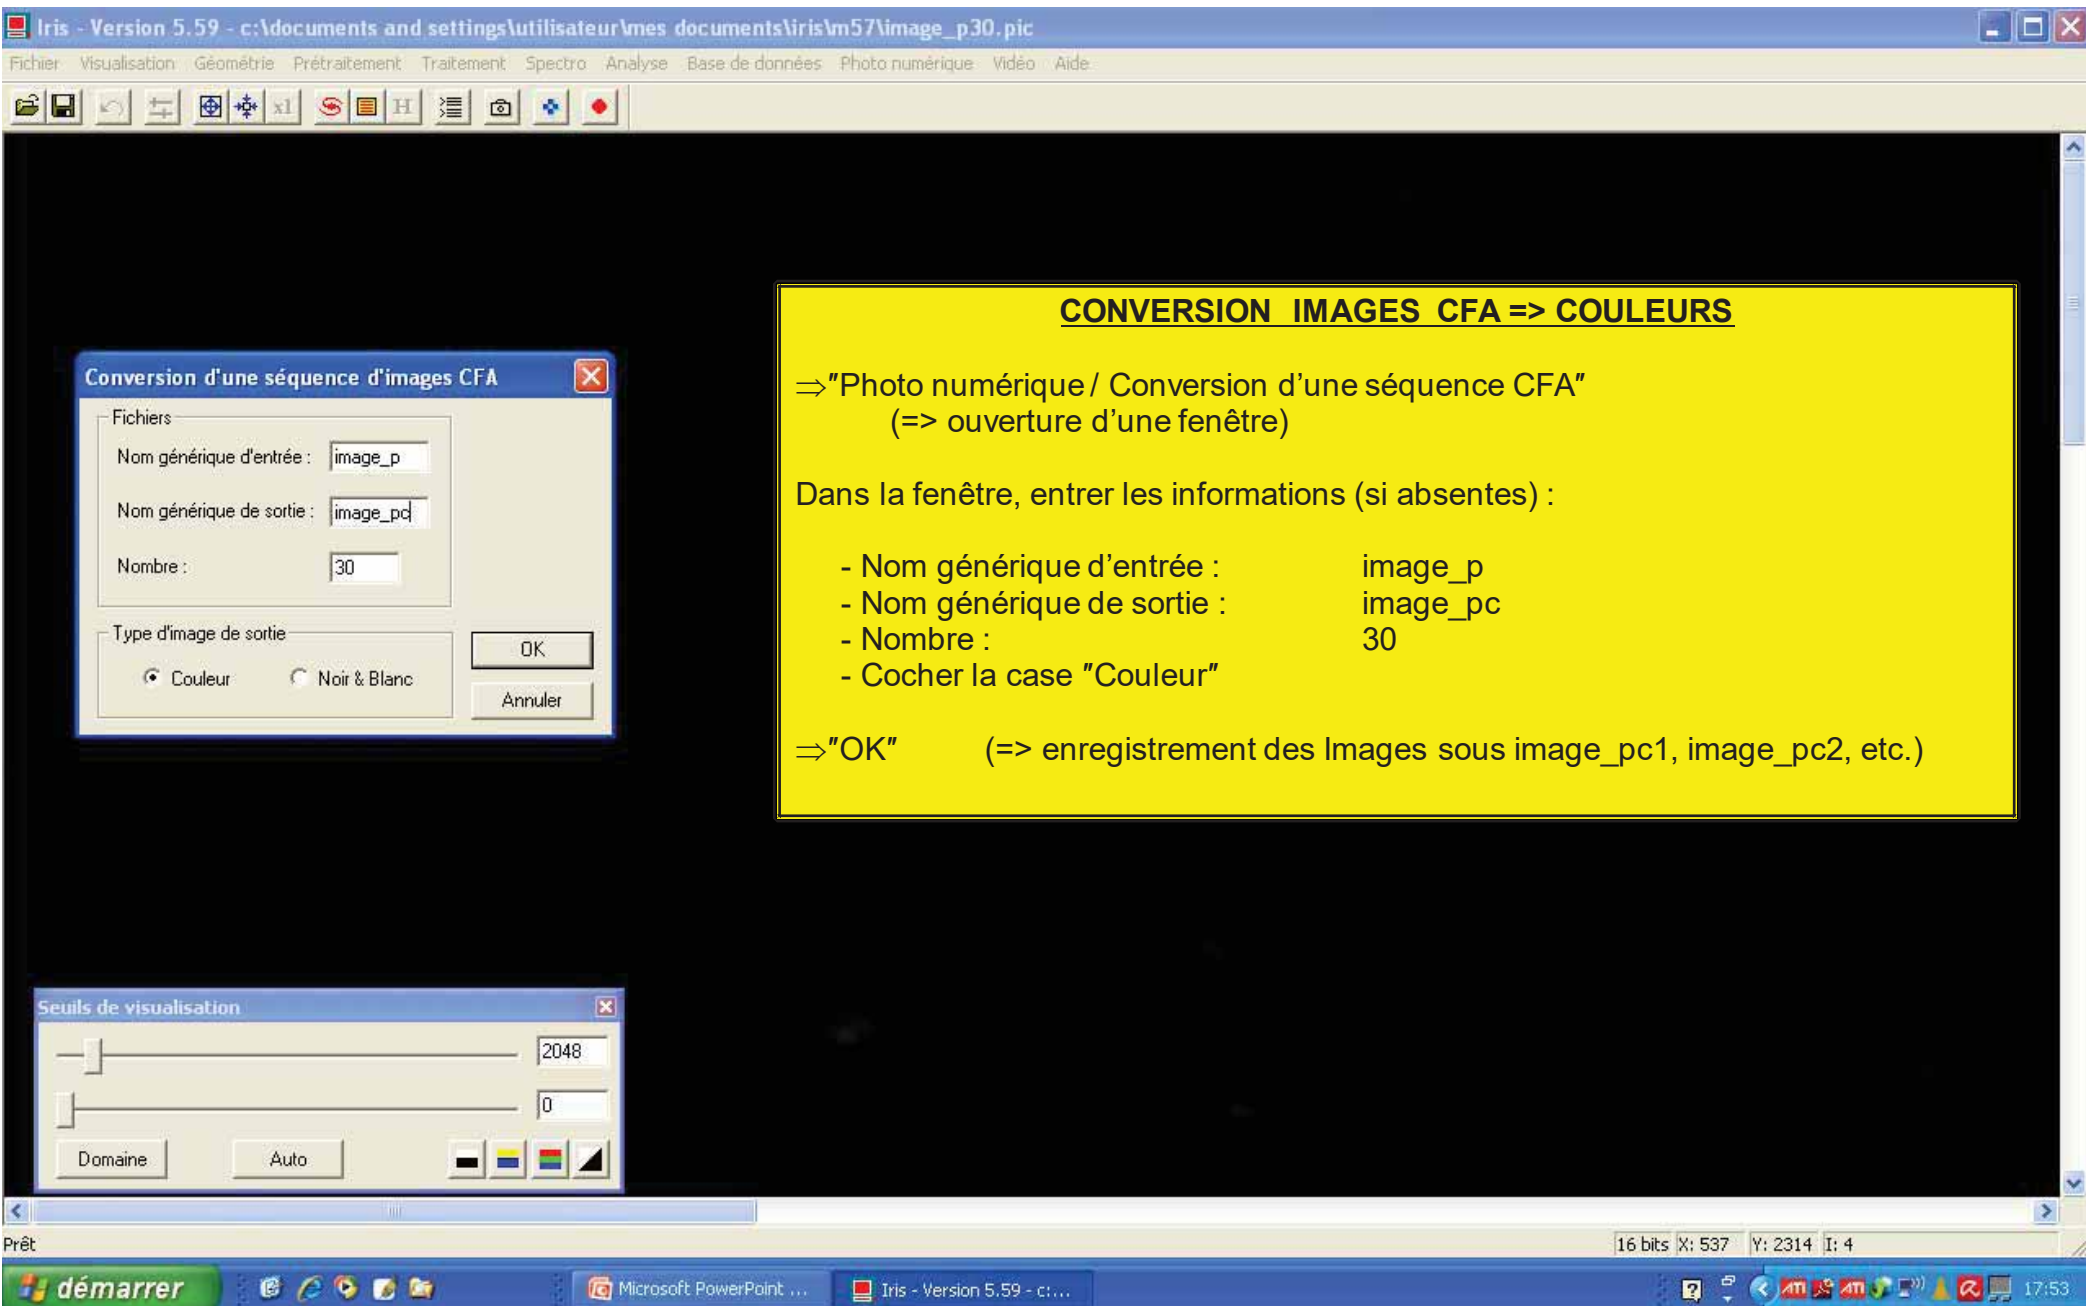 Iris - Version 5.59 - c:\documents and settings\utilisateur\mes documents\iris\m57\image_p30.pic
Fichier Visualisation Géométrie Prétraitement Traitement Spectro Analyse Base de données Photo numérique Vidéo Aide
x1 H
CONVERSION IMAGES CFA => COULEURS
⇒"Photo numérique / Conversion d’une séquence CFA"
(=> ouverture d’une fenêtre)
Dans la fenêtre, entrer les informations (si absentes) :
- Nom générique d’entrée : image_p
- Nom générique de sortie : image_pc
- Nombre : 30
- Cocher la case "Couleur"
⇒"OK" (=> enregistrement des Images sous image_pc1, image_pc2, etc.)
Conversion d'une séquence d'images CFA
Fichiers
Nom générique d'entrée : image_p
Nom générique de sortie : image_pc
Nombre : 30
Type d'image de sortie
Couleur Noir & Blanc
OK
Annuler
Seuils de visualisation
2048
0
Domaine Auto
Prêt
16 bits X: 537 Y: 2314 I: 4
démarrer
Microsoft PowerPoint ...
Iris - Version 5.59 - c:...
ATI ATI
17:53